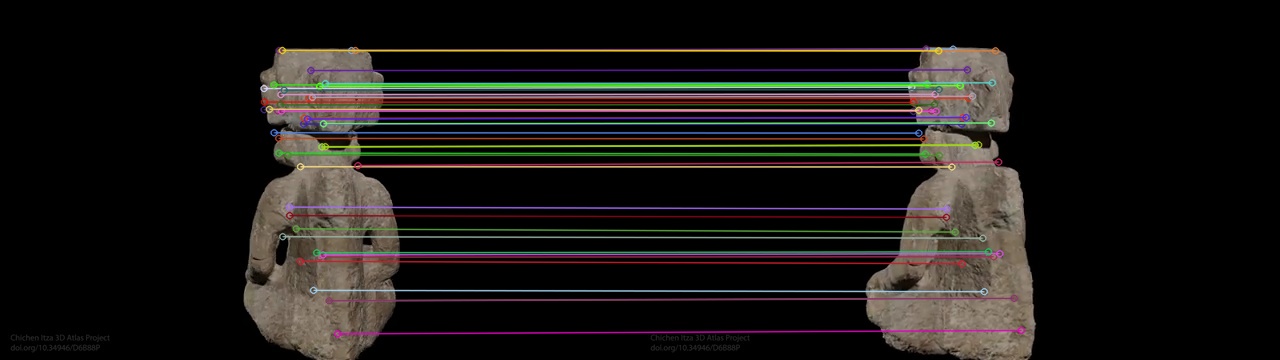 Chichen Itza 3D Atlas Project
doi.org/10.34946/D6B88P
Chichen Itza 3D Atlas Project
doi.org/10.34946/D6B88P